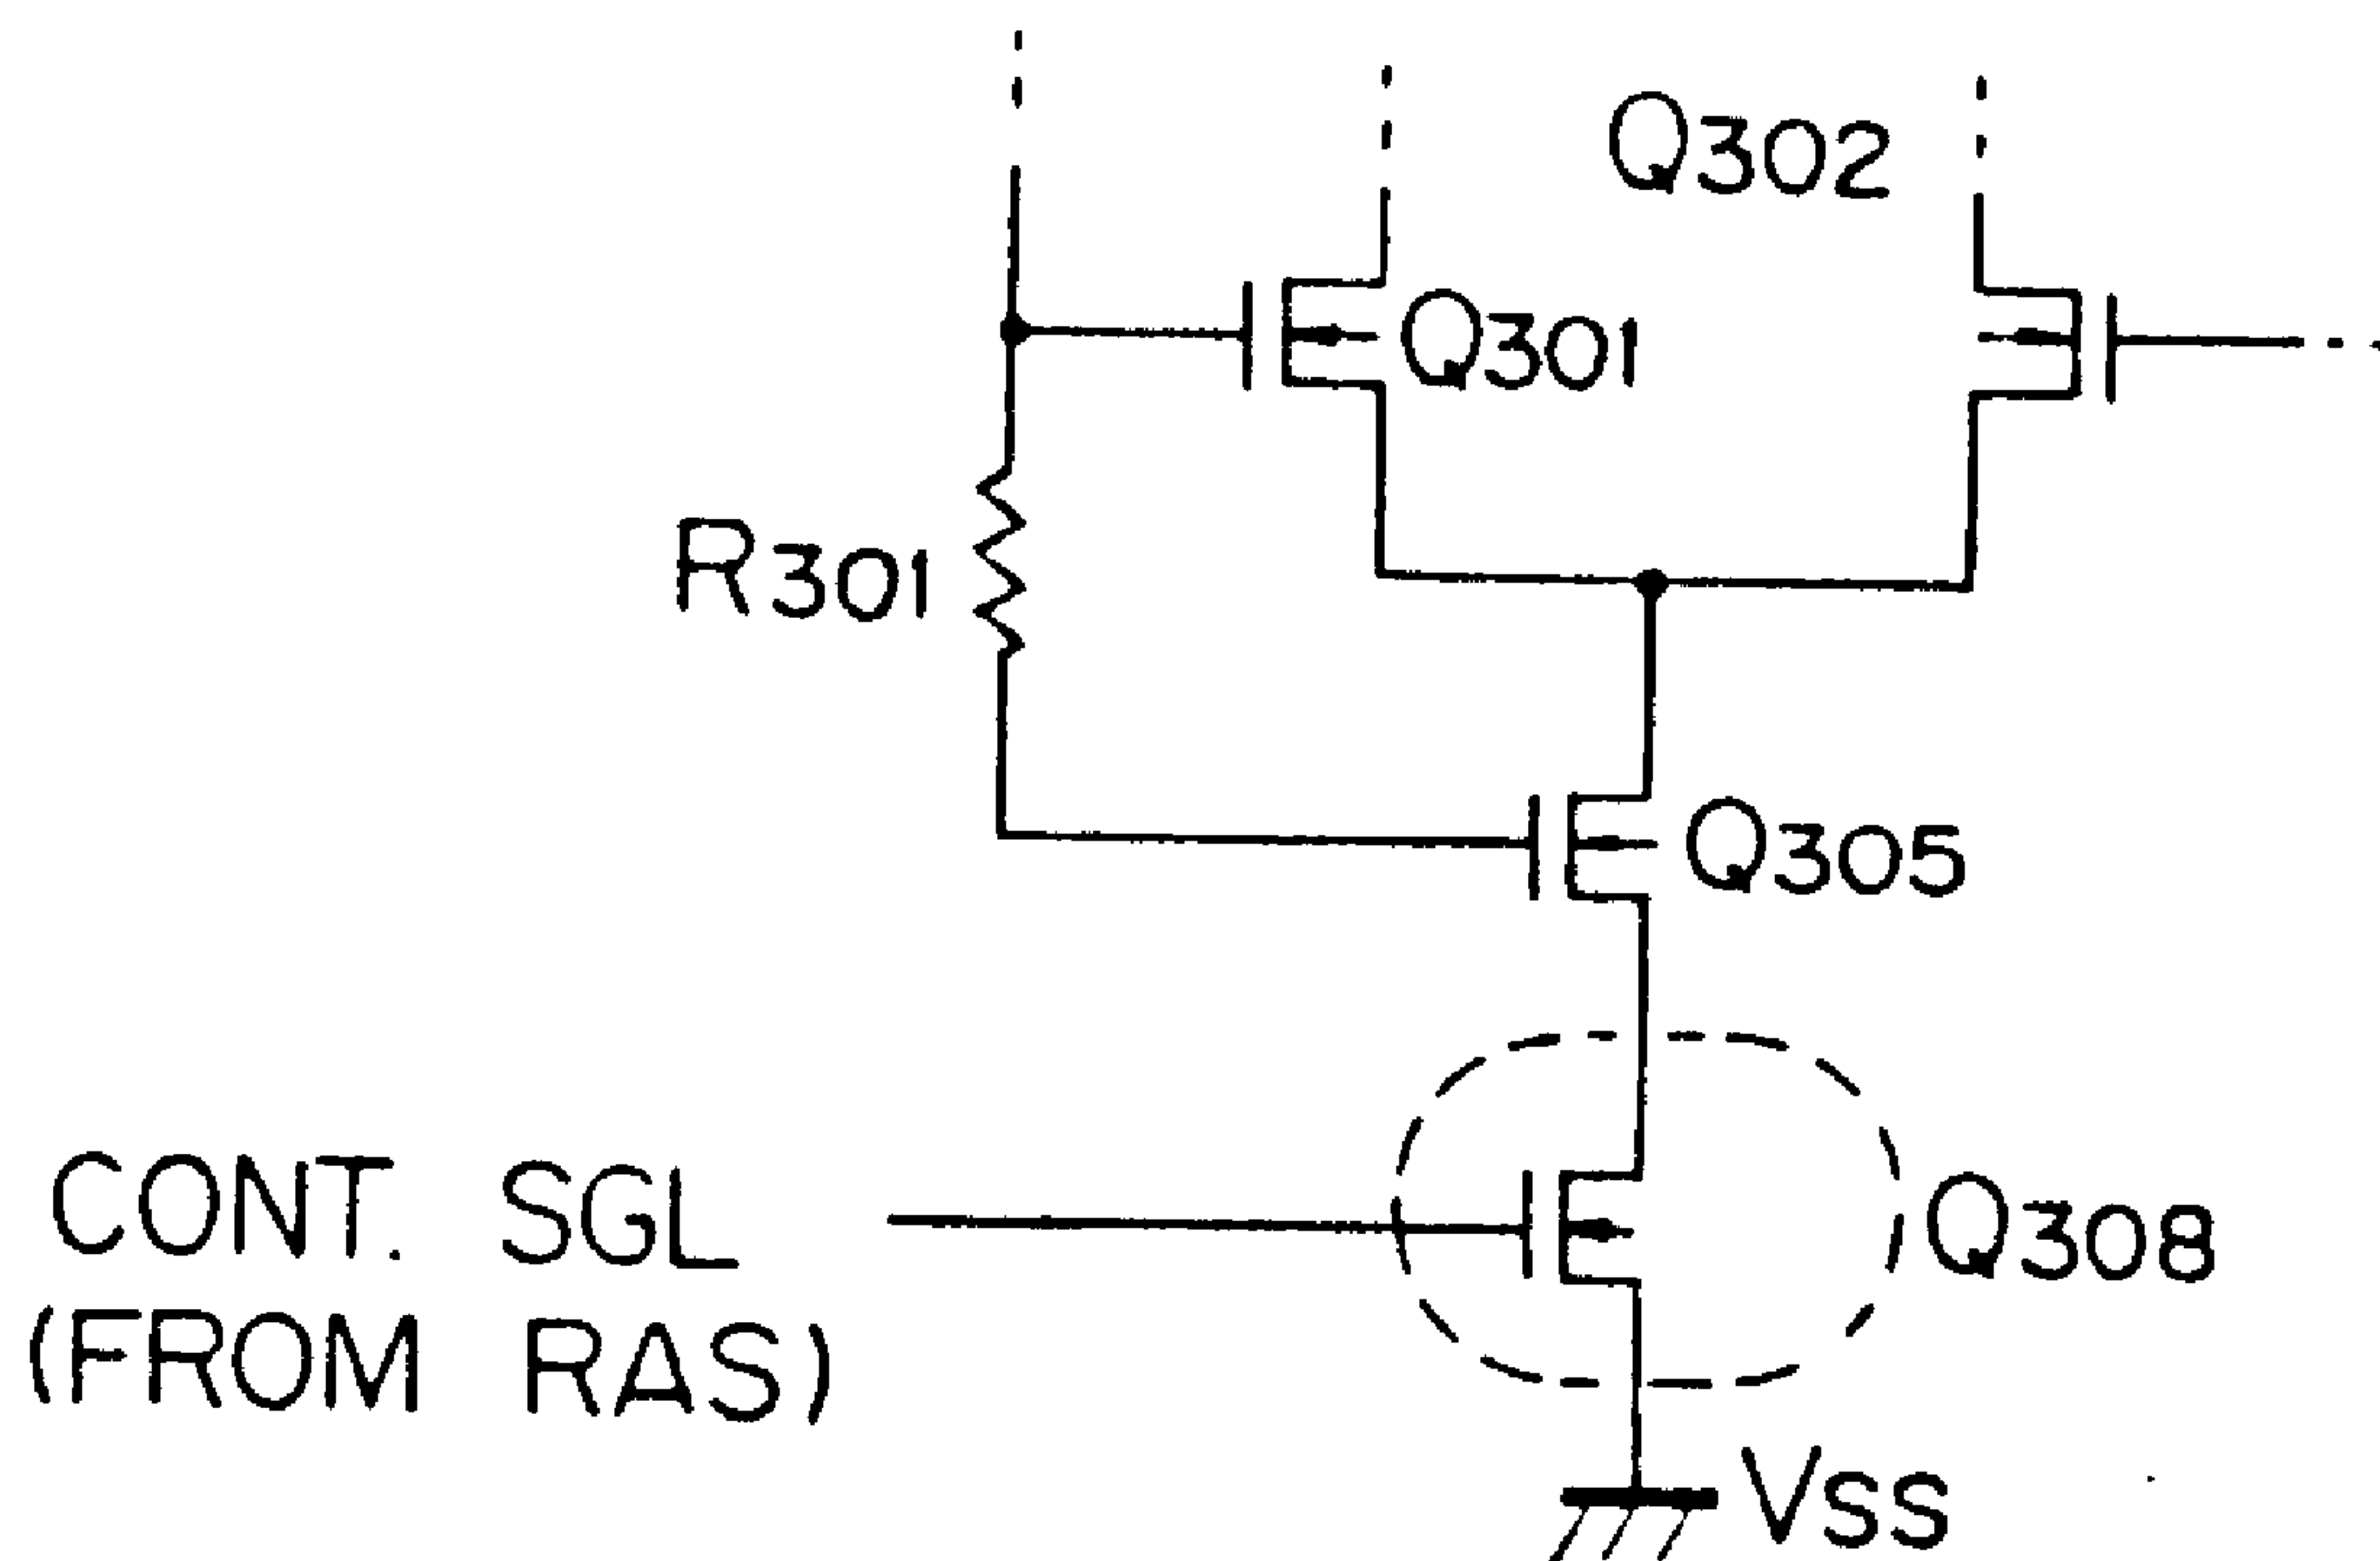 Q302
Q301
R301
Q305
CONT. SGL
(FROM RAS)
Q308
Vss